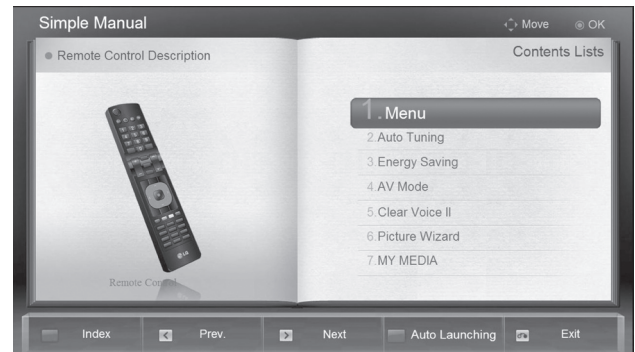 Simple Manual
Move
OK
Remote Control Description
Contents Lists
1. Menu
2. Auto Tuning
3. Energy Saving
4. AV Mode
5. Clear Voice II
6. Picture Wizard
7. MY MEDIA
LG
Remote Control
Index
Prev.
Next
Auto Launching
Exit